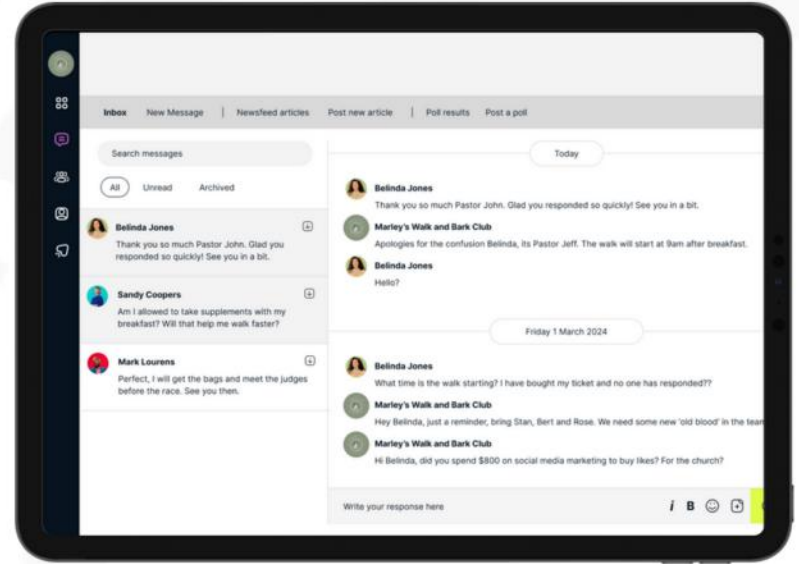 Inbox New Message | Newsfeed articles Post new article | Poll results Post a poll
Search messages
All Unread Archived
Belinda Jones
Thank you so much Pastor John. Glad you
responded so quickly! See you in a bit.
Sandy Coopers
Am I allowed to take supplements with my
breakfast? Will that help me walk faster?
Mark Lourens
Perfect, I will get the bags and meet the judges
before the race. See you then.
Today
Belinda Jones
Thank you so much Pastor John. Glad you responded so quickly! See you in a bit.
Marley's Walk and Bark Club
Apologies for the confusion Belinda, its Pastor Jeff. The walk will start at 9am after breakfast.
Belinda Jones
Hello?
Friday 1 March 2024
Belinda Jones
What time is the walk starting? I have bought my ticket and no one has responded??
Marley's Walk and Bark Club
Hey Belinda, just a reminder, bring Stan, Bert and Rose. We need some new 'old blood' in the team
Marley's Walk and Bark Club
Hi Belinda, did you spend $800 on social media marketing to buy likes? For the church?
Write your response here
i B